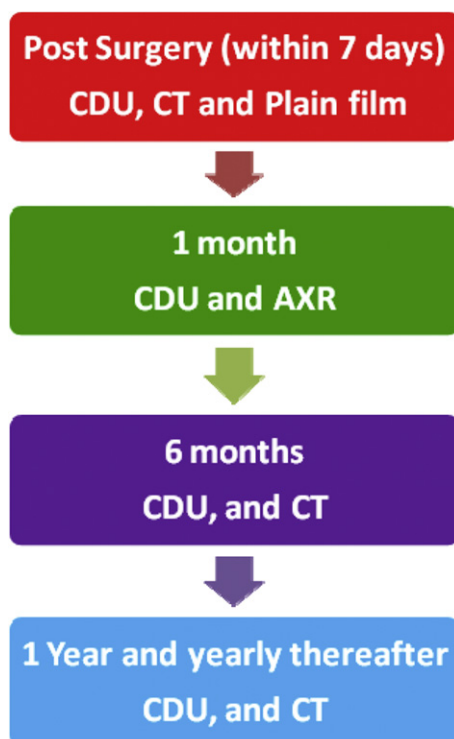 Post Surgery (within 7 days)
CDU, CT and Plain film
1 month
CDU and AXR
6 months
CDU, and CT
1 Year and yearly thereafter
CDU, and CT